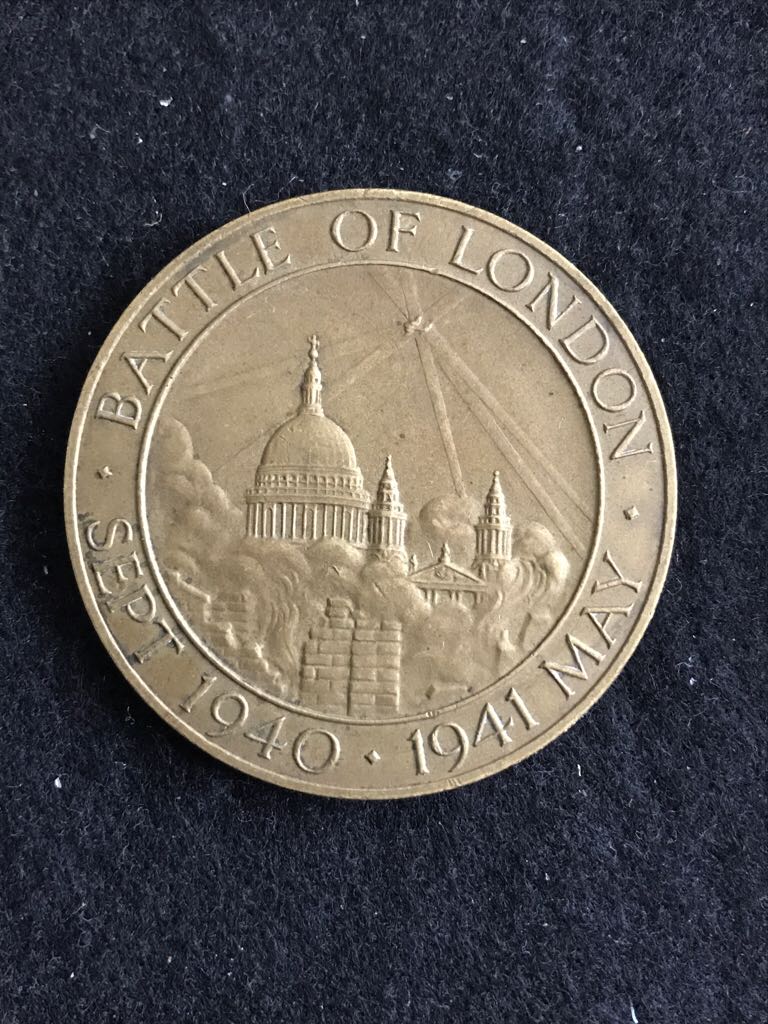 BATTLE OF LONDON
SEPT 1940 · 1941 MAY